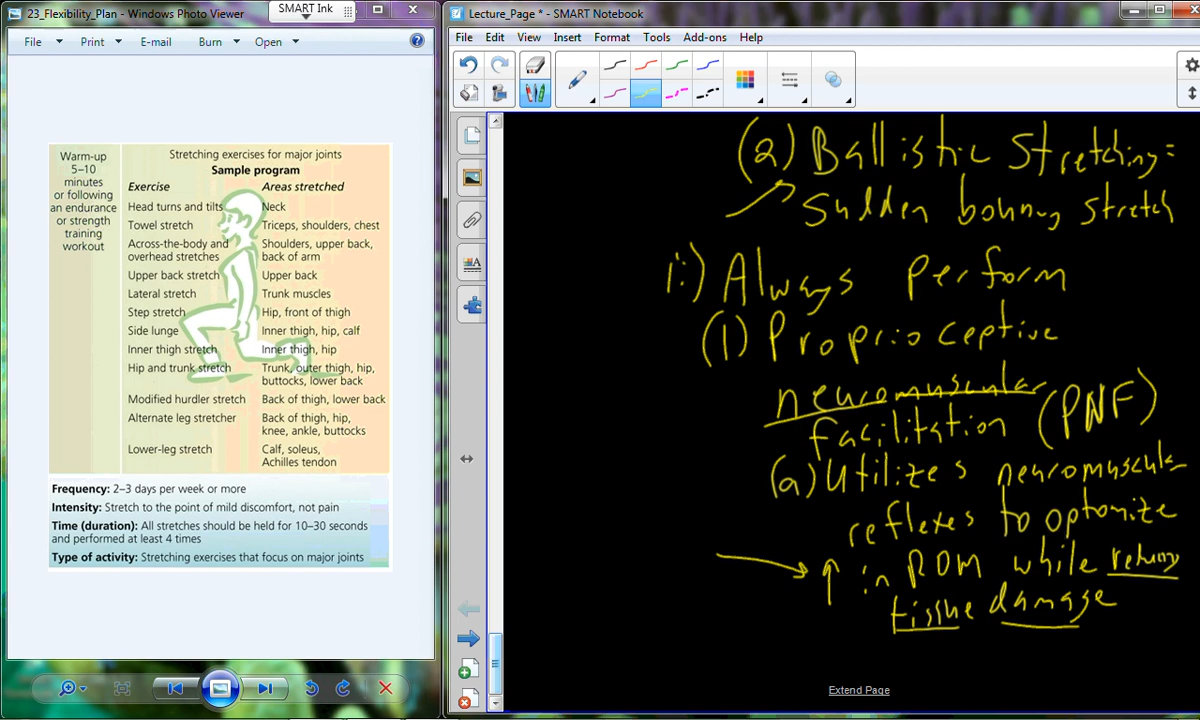 23_Flexibility_Plan - Windows Photo Viewer
SMART Ink
File Print E-mail Burn Open
Warm-up
5–10
minutes
or following
an endurance
or strength
training
workout
Stretching exercises for major joints
Sample program
Exercise Areas stretched
Head turns and tilts Neck
Towel stretch Triceps, shoulders, chest
Across-the-body and Shoulders, upper back,
overhead stretches back of arm
Upper back stretch Upper back
Lateral stretch Trunk muscles
Step stretch Hip, front of thigh
Side lunge Inner thigh, hip, calf
Inner thigh stretch Inner thigh, hip
Hip and trunk stretch Trunk, outer thigh, hip,
buttocks, lower back
Modified hurdler stretch Back of thigh, lower back
Alternate leg stretcher Back of thigh, hip,
knee, ankle, buttocks
Lower-leg stretch Calf, soleus,
Achilles tendon
Frequency: 2–3 days per week or more
Intensity: Stretch to the point of mild discomfort, not pain
Time (duration): All stretches should be held for 10–30 seconds
and performed at least 4 times
Type of activity: Stretching exercises that focus on major joints
Lecture_Page * - SMART Notebook
File Edit View Insert Format Tools Add-ons Help
(2) Ballistic Stretching =
Sudden stretch
Always Perform
(1) Proprioceptive
neuromuscular
facilitation (PNF)
(a) Utilizes neuromuscular
reflexes to optomize
↑ in ROM while
tissue damage
Extend Page